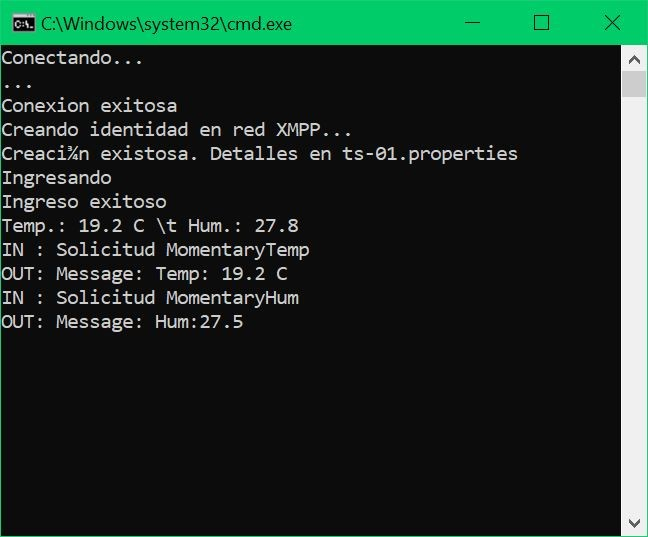 C:\Windows\system32\cmd.exe
Conectando...
...
Conexion exitosa
Creando identidad en red XMPP...
Creaci¾n existosa. Detalles en ts-01.properties
Ingresando
Ingreso exitoso
Temp.: 19.2 C \t Hum.: 27.8
IN : Solicitud MomentaryTemp
OUT: Message: Temp: 19.2 C
IN : Solicitud MomentaryHum
OUT: Message: Hum:27.5